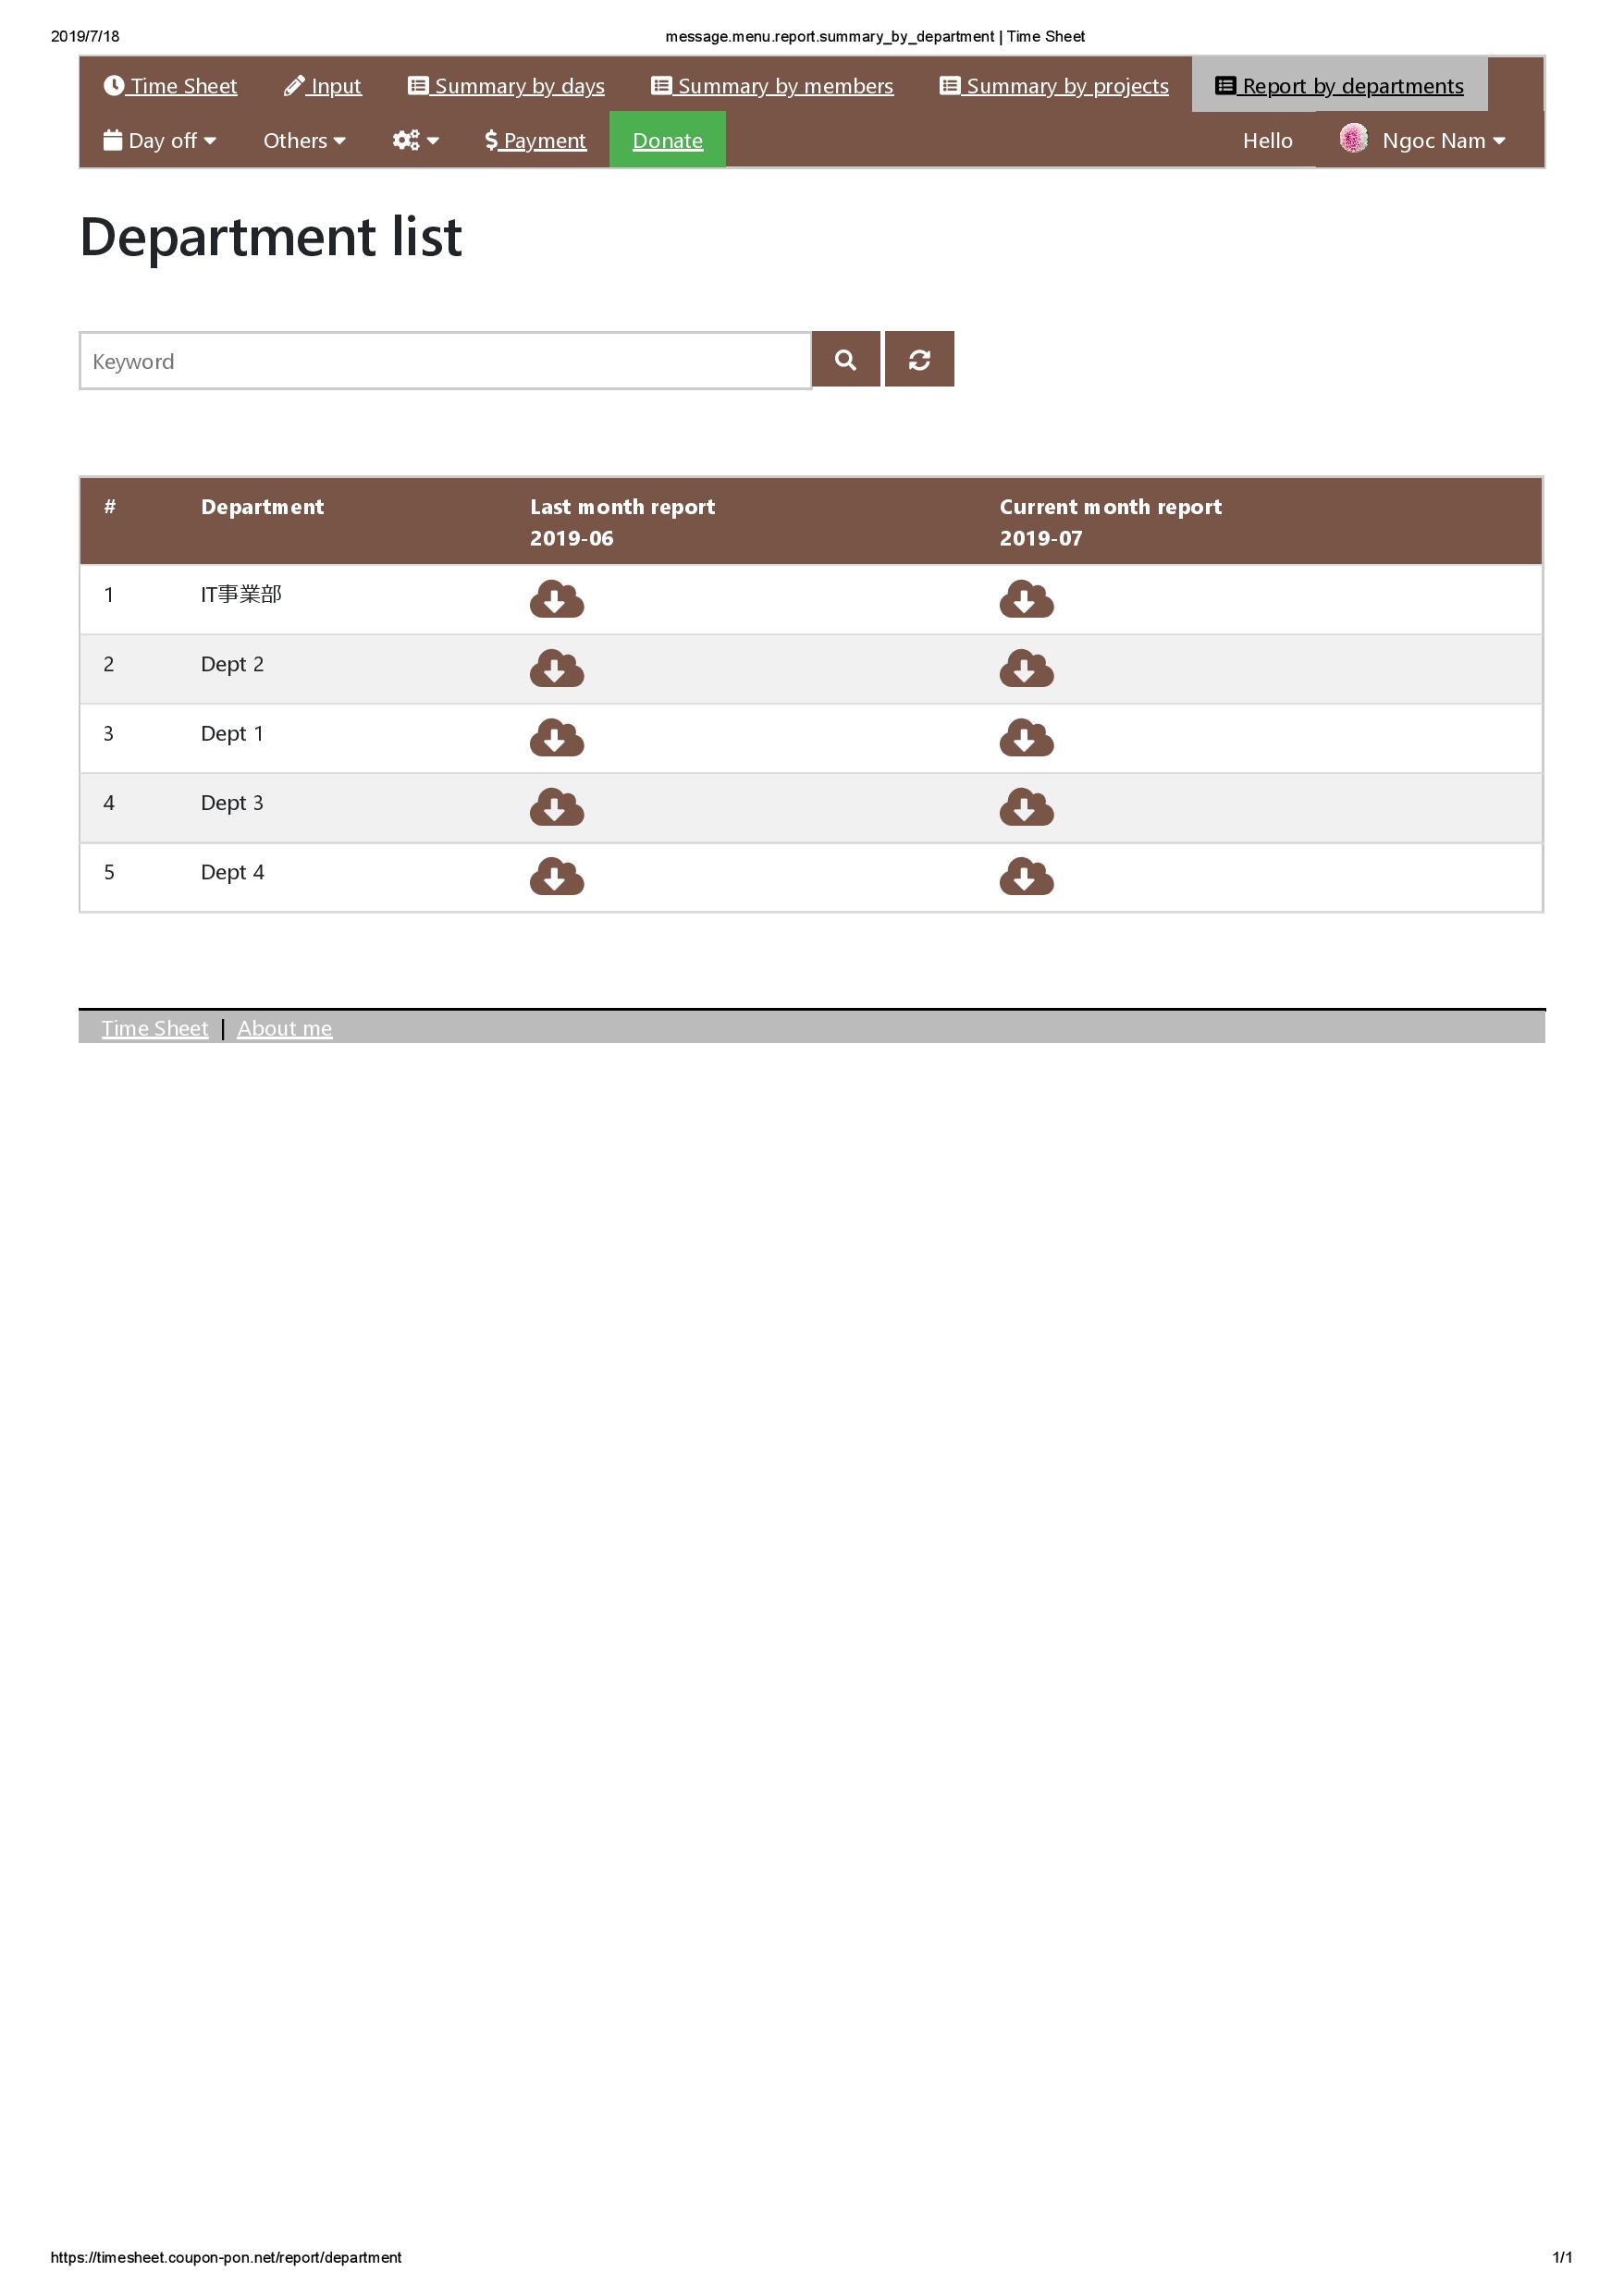 2019/7/18 message.menu.report.summary_by_department | Time Sheet
Time Sheet Input Summary by days Summary by members Summary by projects Report by departments
Day off Others $ Payment Donate Hello Ngoc Nam
Department list
Keyword
# Department Last month report Current month report
2019-06 2019-07
1 IT事業部
2 Dept 2
3 Dept 1
4 Dept 3
5 Dept 4
Time Sheet | About me
https://timesheet.coupon-pon.net/report/department 1/1